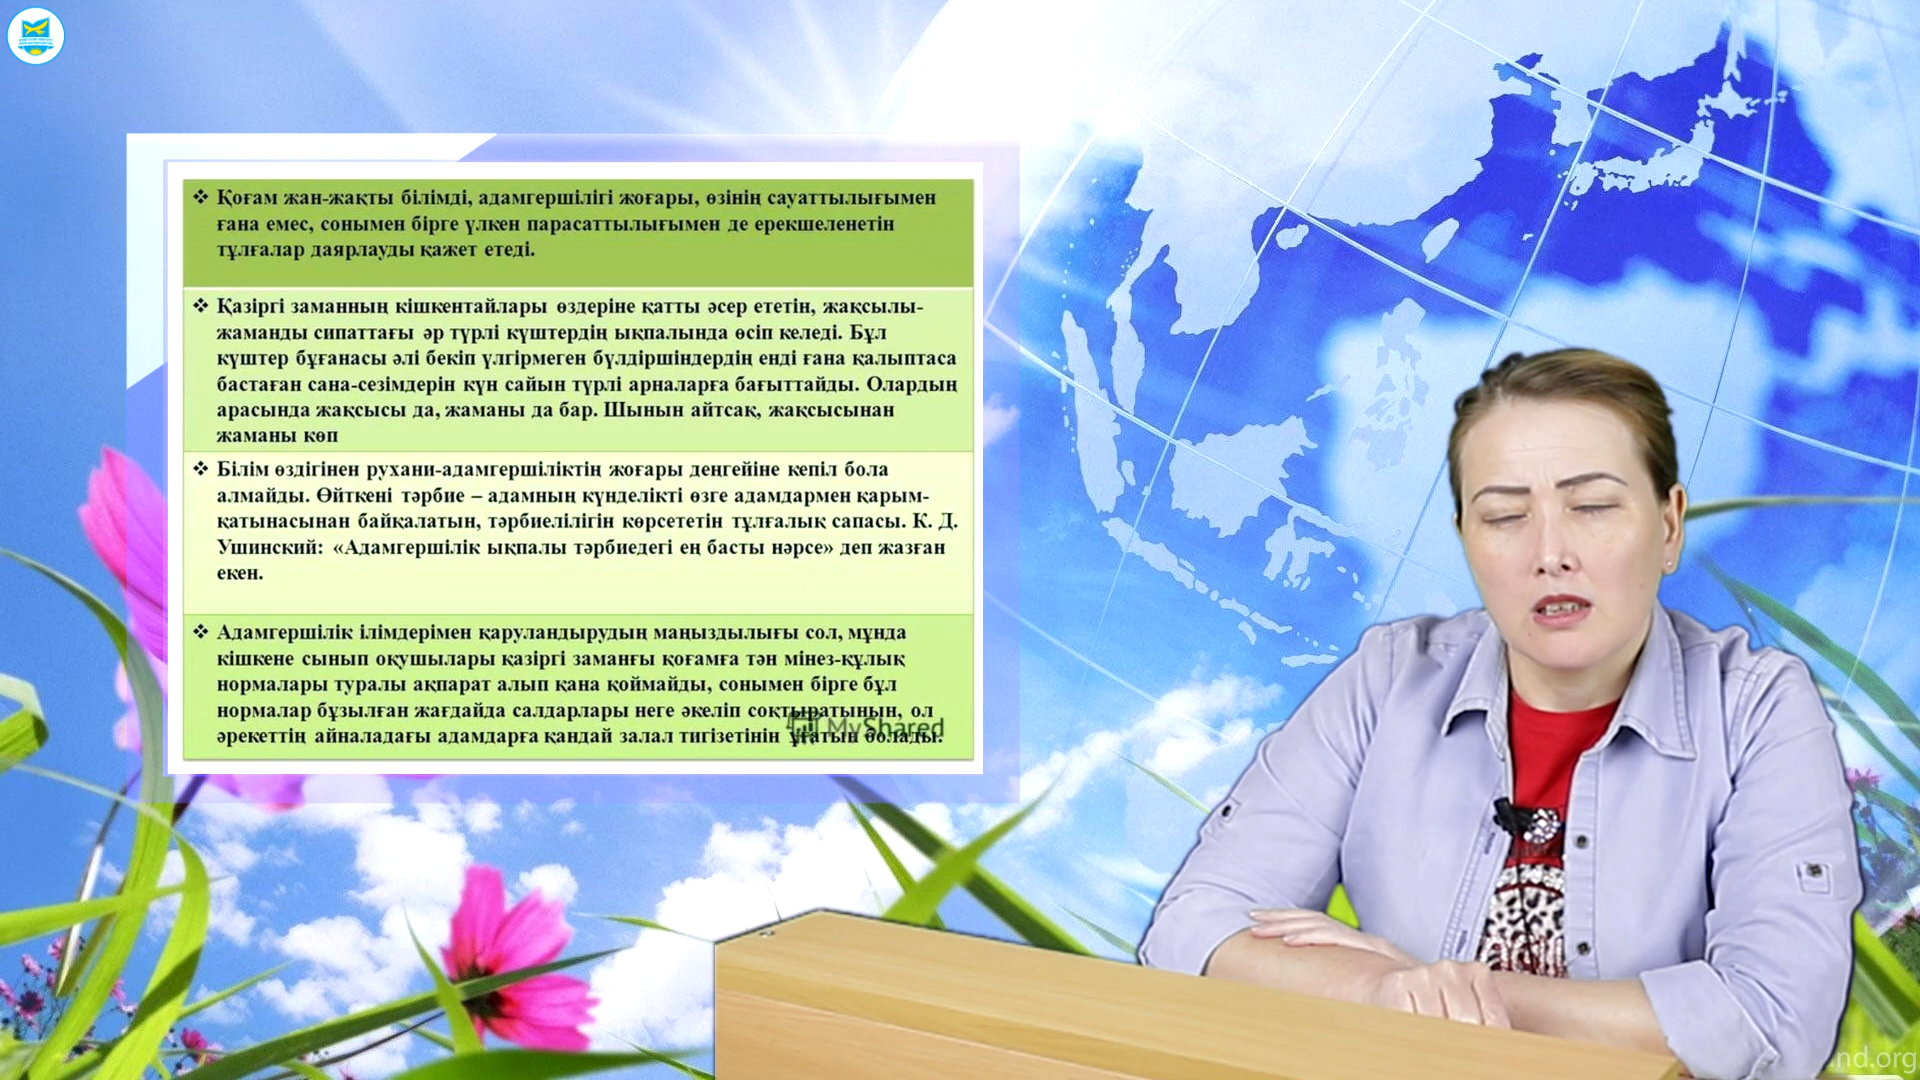 ❖ Қоғам жан-жақты білімді, адамгершілігі жоғары, өзінің сауаттылығымен
ғана емес, сонымен бірге үлкен парасаттылығымен де ерекшеленетін
тұлғалар даярлауды қажет етеді.
❖ Қазіргі заманның кішкентайлары өздеріне қатты әсер ететін, жақсылы-
жаманды сипаттағы әр түрлі күштердің ықпалында өсіп келеді. Бұл
күштер бұғанасы әлі бекіп үлгірмеген бүлдіршіндердің енді ғана қалыптаса
бастаған сана-сезімдерін күн сайын түрлі арналарға бағыттайды. Олардың
арасында жақсысы да, жаманы да бар. Шынын айтсақ, жақсысынан
жаманы көп
❖ Білім өздігінен рухани-адамгершіліктің жоғары деңгейіне кепіл бола
алмайды. Өйткені тәрбие – адамның күнделікті өзге адамдармен қарым-
қатынасынан байқалатын, тәрбиелілігін көрсететін тұлғалық сапасы. К. Д.
Ушинский: «Адамгершілік ықпалы тәрбиедегі ең басты нәрсе» деп жазған
екен.
❖ Адамгершілік ілімдерімен қаруландырудың маңыздылығы сол, мұнда
кішкене сынып оқушылары қазіргі заманғы қоғамға тән мінез-құлық
нормалары туралы ақпарат алып қана қоймайды, сонымен бірге бұл
нормалар бұзылған жағдайда салдарлары неге әкеліп соқтыратынын, ол
әрекеттің айналадағы адамдарға қандай залал тигізетінін ұғатын болады.
MyShared
nd.org